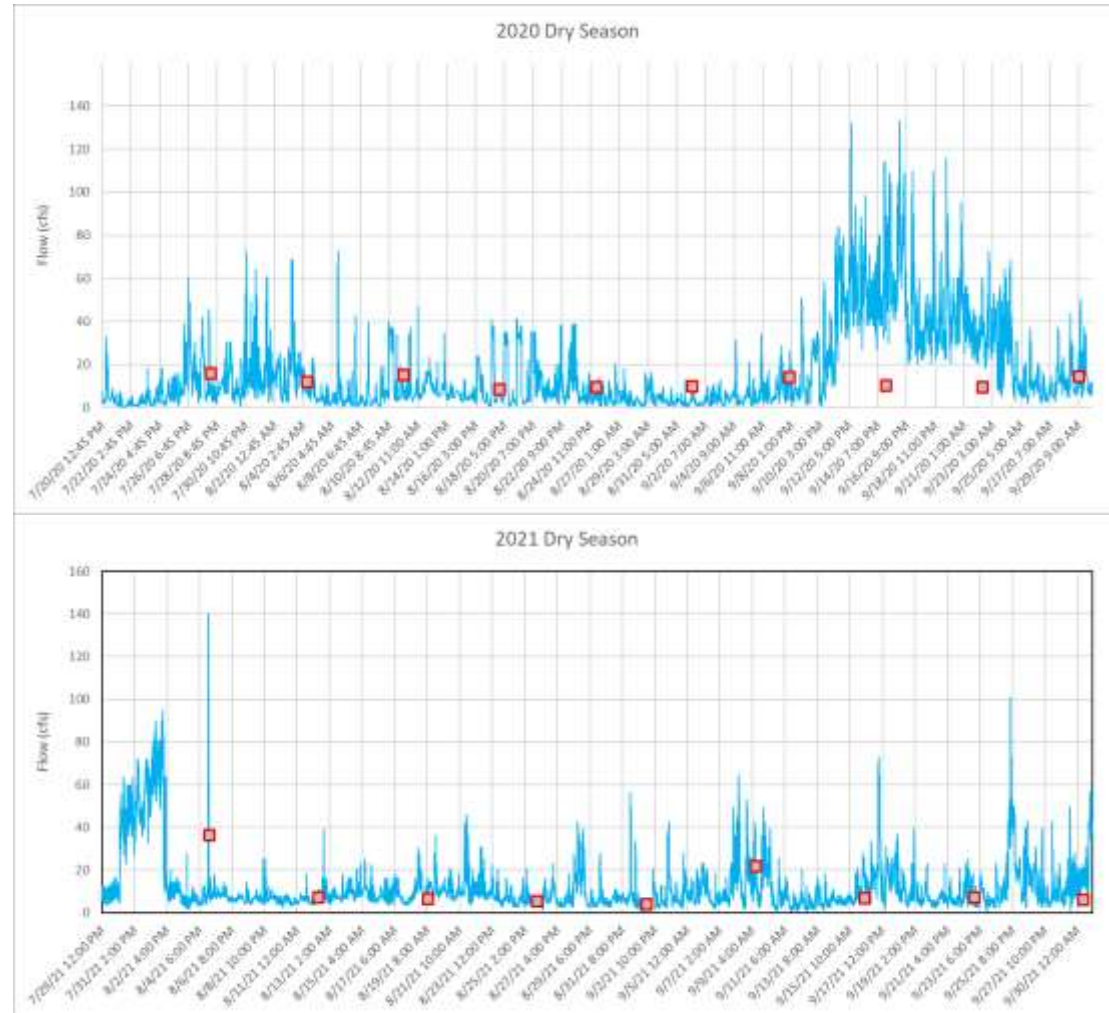 2020 Dry Season
Flow (cfs)
140
120
100
80
60
40
20
0
7/20/20 12:45 PM
7/22/20 2:45 PM
7/24/20 4:45 PM
7/26/20 6:45 PM
7/28/20 8:45 PM
7/30/20 10:45 PM
8/2/20 12:45 AM
8/4/20 2:45 AM
8/6/20 4:45 AM
8/8/20 6:45 AM
8/10/20 8:45 AM
8/12/20 11:00 AM
8/14/20 1:00 PM
8/16/20 3:00 PM
8/18/20 5:00 PM
8/20/20 7:00 PM
8/22/20 9:00 PM
8/24/20 11:00 PM
8/27/20 1:00 AM
8/29/20 3:00 AM
8/31/20 5:00 AM
9/2/20 7:00 AM
9/4/20 9:00 AM
9/6/20 11:00 AM
9/8/20 1:00 PM
9/10/20 3:00 PM
9/12/20 5:00 PM
9/14/20 7:00 PM
9/16/20 9:00 PM
9/18/20 11:00 PM
9/21/20 1:00 AM
9/23/20 3:00 AM
9/25/20 5:00 AM
9/27/20 7:00 AM
9/29/20 9:00 AM
2021 Dry Season
Flow (cfs)
160
140
120
100
80
60
40
20
0
7/29/21 12:00 PM
7/31/21 2:00 PM
8/2/21 4:00 PM
8/4/21 6:00 PM
8/6/21 8:00 PM
8/8/21 10:00 PM
8/11/21 12:00 AM
8/13/21 2:00 AM
8/15/21 4:00 AM
8/17/21 6:00 AM
8/19/21 8:00 AM
8/21/21 10:00 AM
8/23/21 12:00 PM
8/25/21 2:00 PM
8/27/21 4:00 PM
8/29/21 6:00 PM
8/31/21 8:00 PM
9/2/21 10:00 PM
9/5/21 12:00 AM
9/7/21 2:00 AM
9/9/21 4:00 AM
9/11/21 6:00 AM
9/13/21 8:00 AM
9/15/21 10:00 AM
9/17/21 12:00 PM
9/19/21 2:00 PM
9/21/21 4:00 PM
9/23/21 6:00 PM
9/25/21 8:00 PM
9/27/21 10:00 PM
9/30/21 12:00 AM